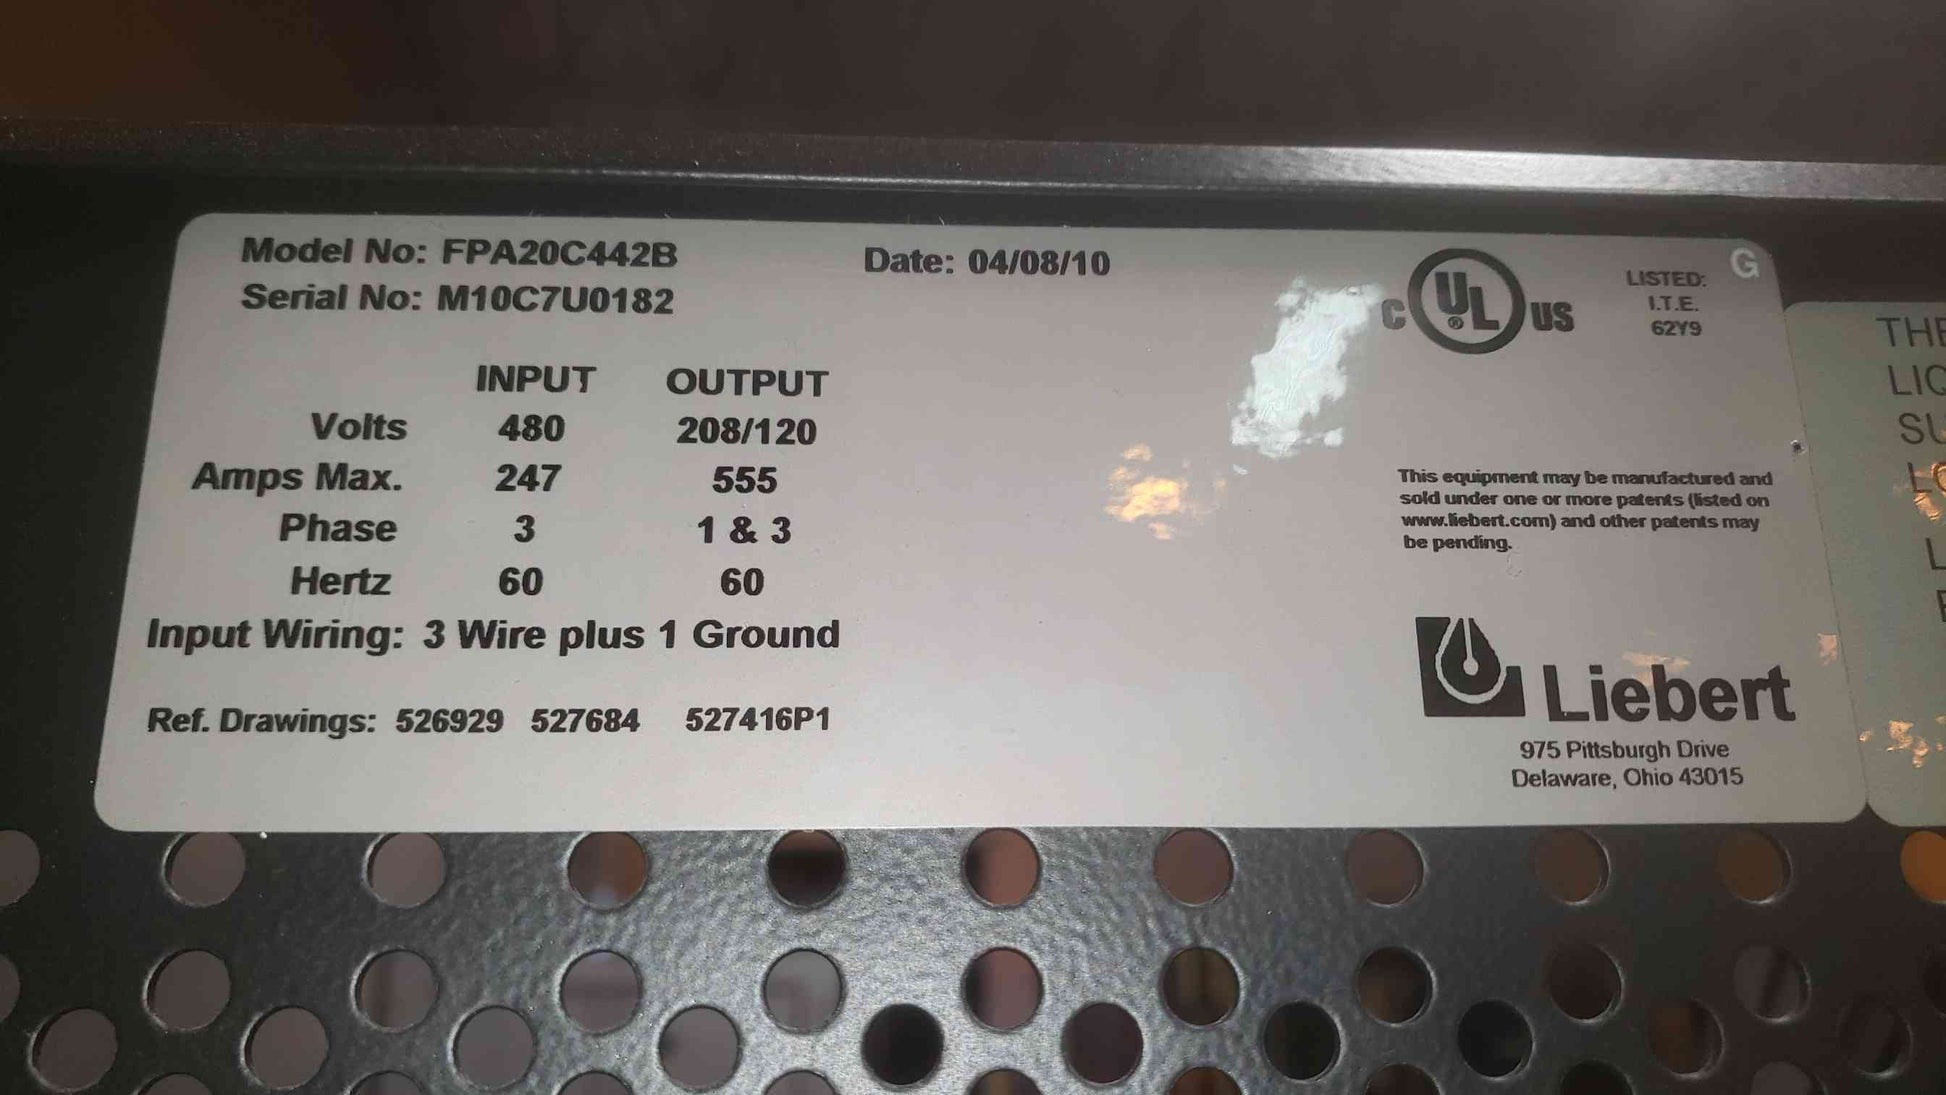 Model No: FPA20C442B
Date: 04/08/10
Serial No: M10C7U0182
C UL ® US
LISTED:
I.T.E.
62Y9
G
INPUT OUTPUT
Volts 480 208/120
Amps Max. 247 555
Phase 3 1 & 3
Hertz 60 60
Input Wiring: 3 Wire plus 1 Ground
Ref. Drawings: 526929 527684 527416P1
This equipment may be manufactured and
sold under one or more patents (listed on
www.liebert.com) and other patents may
be pending.
Liebert
975 Pittsburgh Drive
Delaware, Ohio 43015